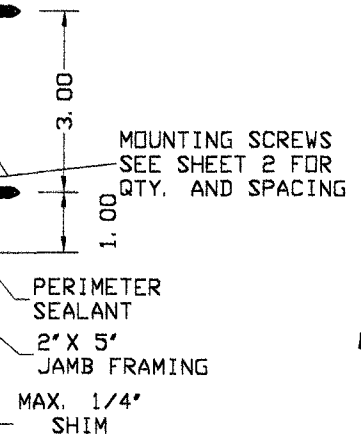 3.00
MOUNTING SCREWS
SEE SHEET 2 FOR
QTY. AND SPACING
1.00
PERIMETER
SEALANT
2" X 5"
JAMB FRAMING
MAX. 1/4"
SHIM